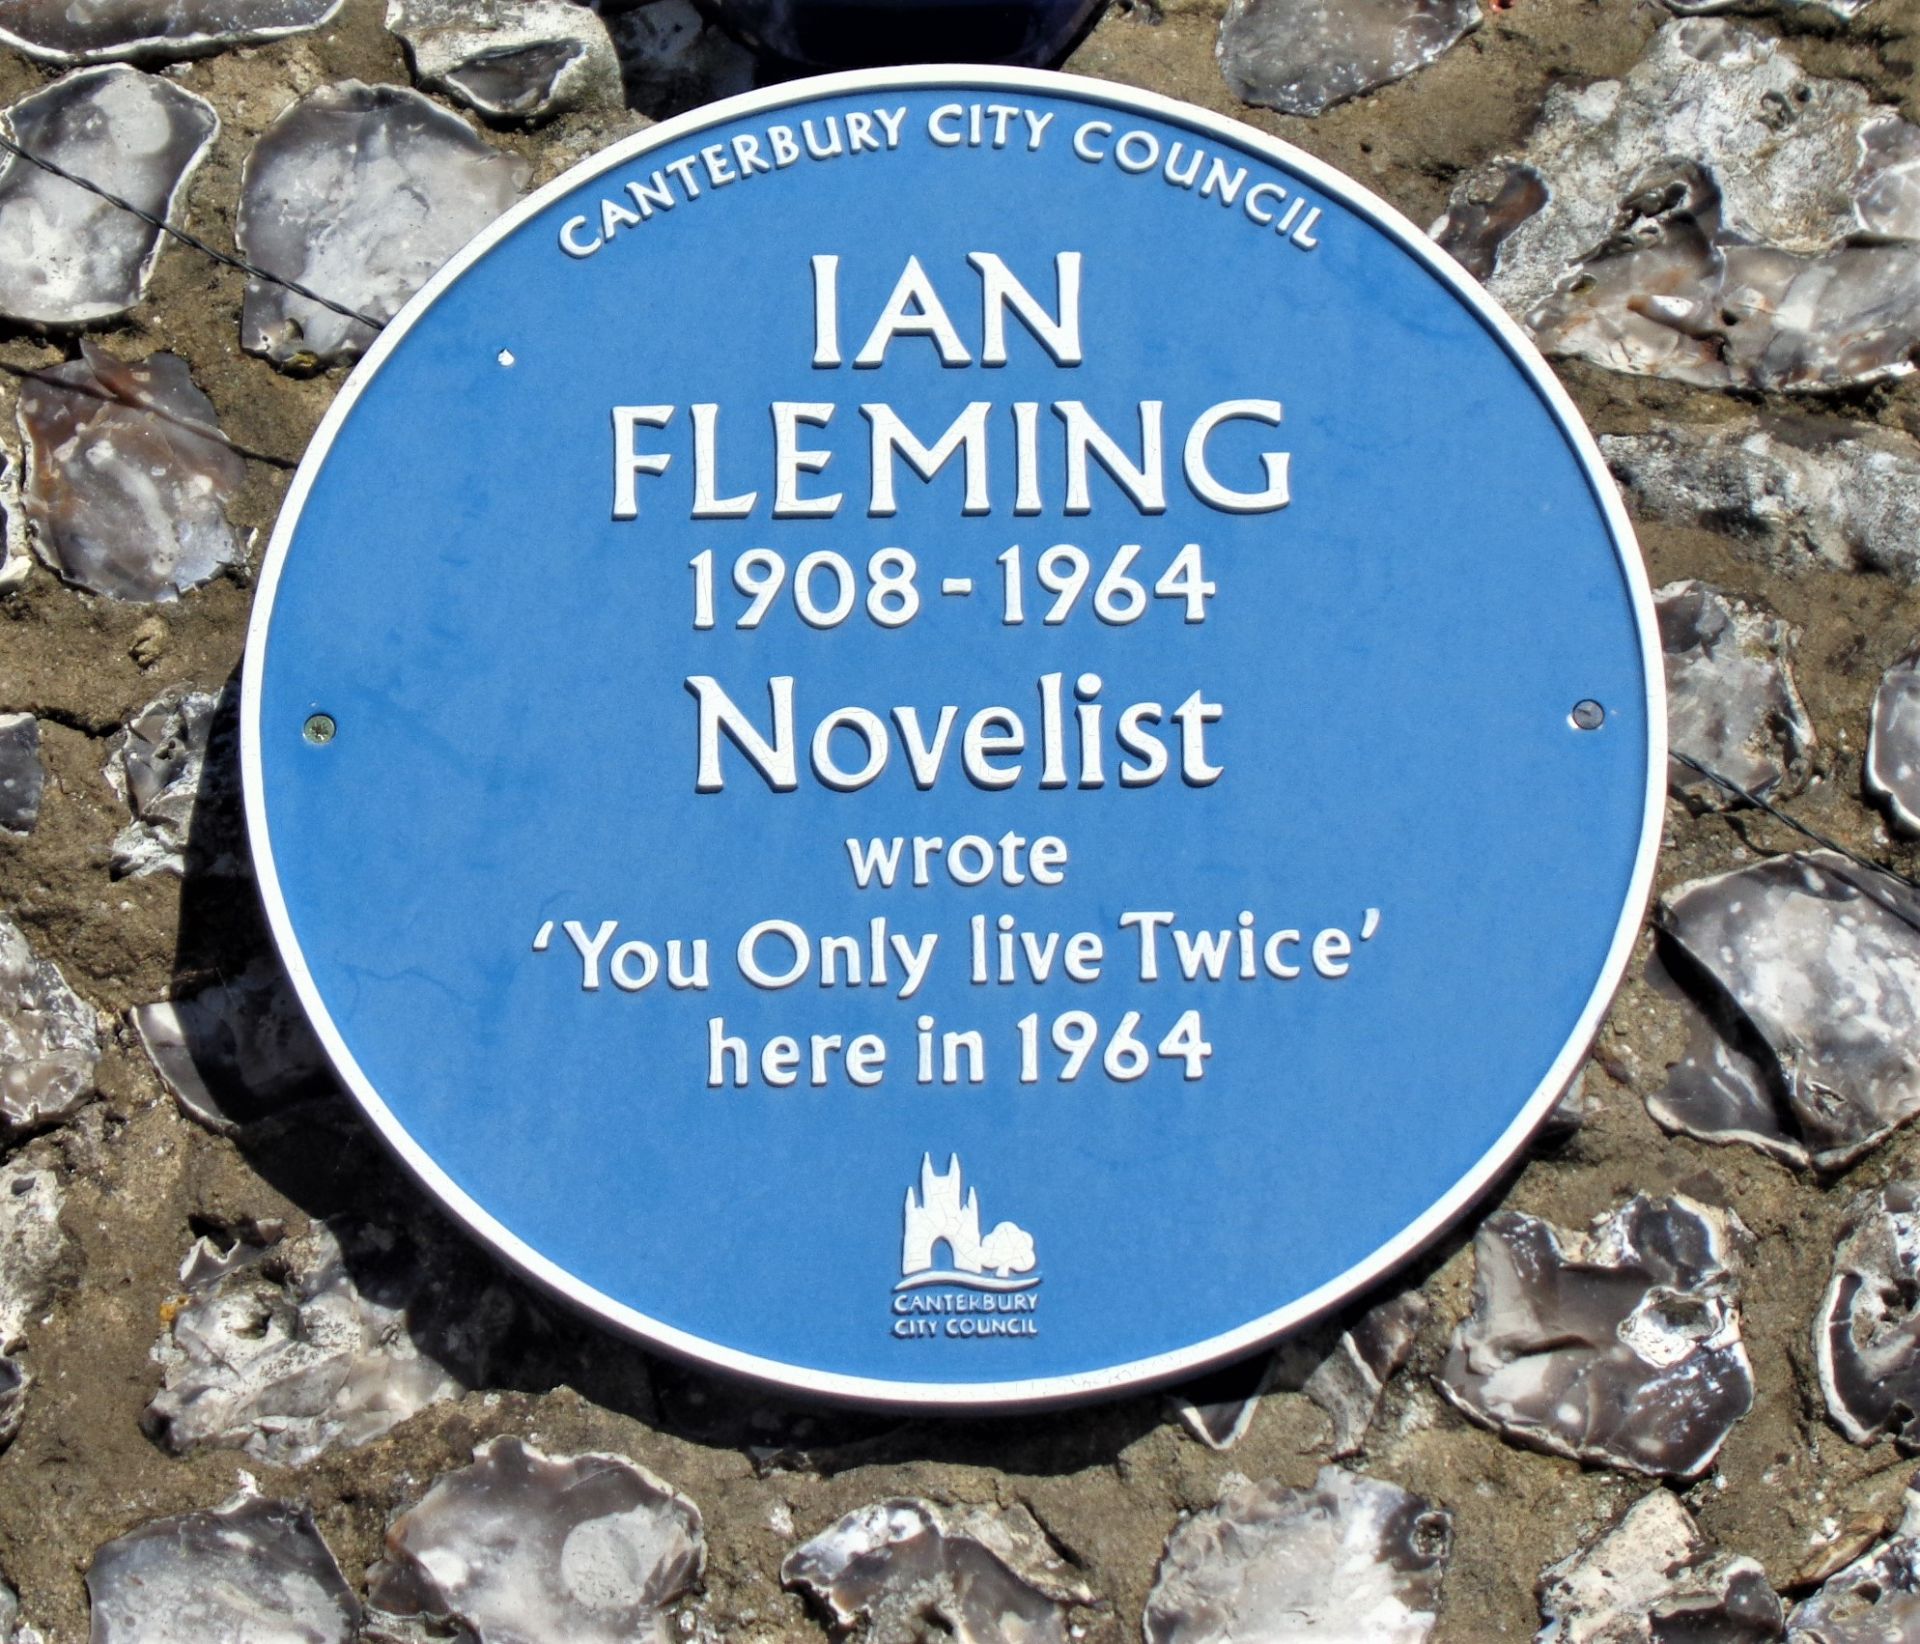 CANTERBURY CITY COUNCIL
IAN
FLEMING
1908 - 1964
Novelist
wrote
‘You Only live Twice’
here in 1964
CANTERBURY
CITY COUNCIL